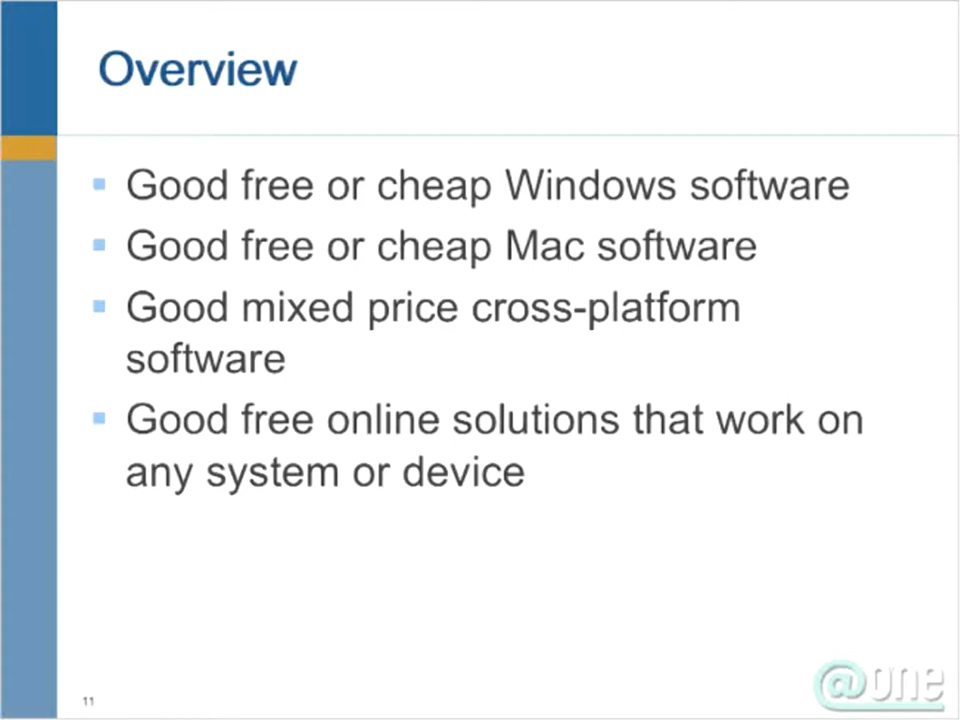 Overview
Good free or cheap Windows software
Good free or cheap Mac software
Good mixed price cross-platform
software
Good free online solutions that work on
any system or device
11
@one